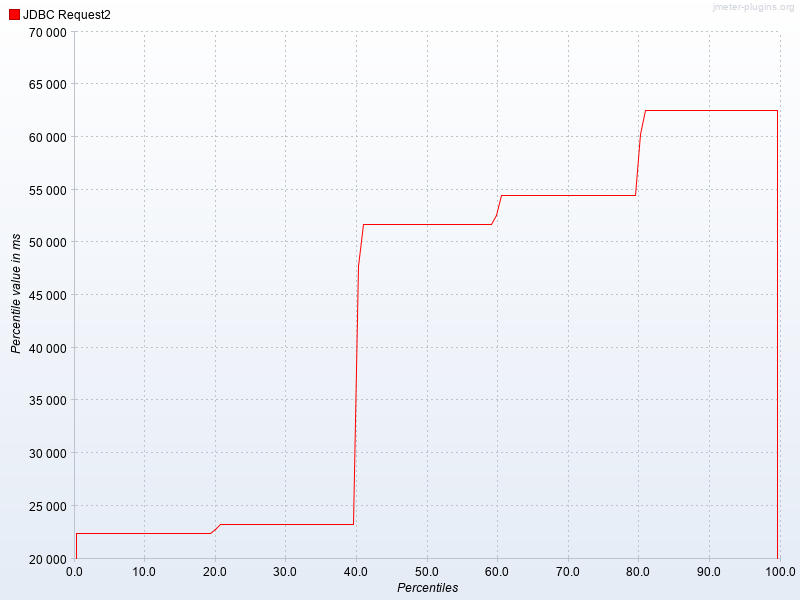 jmeter-plugins.org
JDBC Request2
70 000
65 000
60 000
55 000
50 000
45 000
40 000
35 000
30 000
25 000
20 000
Percentile value in ms
0.0 10.0 20.0 30.0 40.0 50.0 60.0 70.0 80.0 90.0 100.0
Percentiles